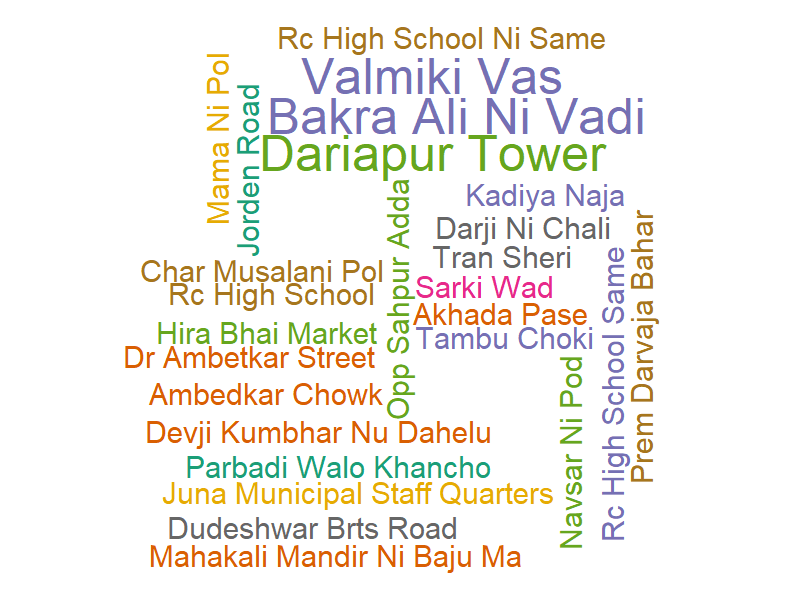 Rc High School Ni Same
Valmiki Vas
Bakra Ali Ni Vadi
Dariapur Tower
Mama Ni Pol
Jorden Road
Kadiya Naja
Opp Sahpur Adda
Darji Ni Chali
Tran Sheri
Char Musalani Pol
Rc High School
Sarki Wad
Akhada Pase
Hira Bhai Market
Tambu Choki
Dr Ambetkar Street
Ambedkar Chowk
Devji Kumbhar Nu Dahelu
Parbadi Walo Khancho
Juna Municipal Staff Quarters
Dudeshwar Brts Road
Mahakali Mandir Ni Baju Ma
Navsar Ni Pod
Rc High School Same
Prem Darvaja Bahar